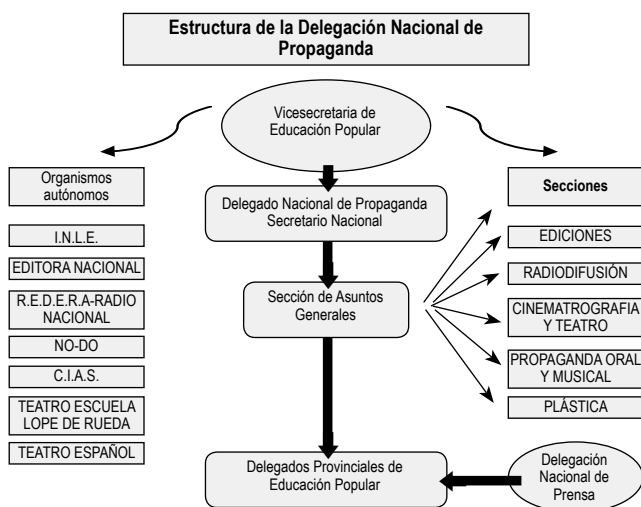 Estructura de la Delegación Nacional de
Propaganda
Vicesecretaria de
Educación Popular
Organismos
autónomos
I.N.L.E.
EDITORA NACIONAL
R.E.D.E.R.A-RADIO
NACIONAL
NO-DO
C.I.A.S.
TEATRO ESCUELA
LOPE DE RUEDA
TEATRO ESPAÑOL
Delegado Nacional de Propaganda
Secretario Nacional
Sección de Asuntos
Generales
Delegados Provinciales de
Educación Popular
Secciones
EDICIONES
RADIODIFUSIÓN
CINEMATROGRAFIA
Y TEATRO
PROPAGANDA ORAL
Y MUSICAL
PLÁSTICA
Delegación
Nacional de
Prensa